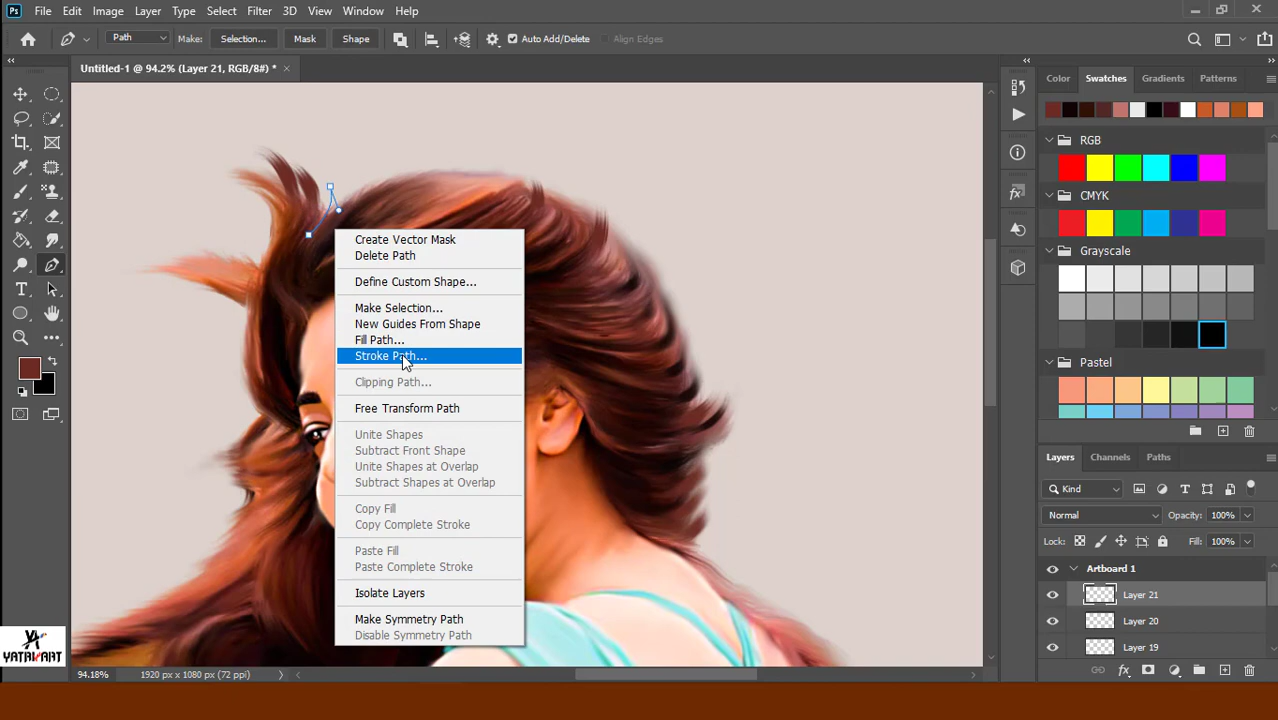 Ps File Edit Image Layer Type Select Filter 3D View Window Help
Path Make: Selection... Mask Shape Auto Add/Delete Align Edges
Untitled-1 @ 94.2% (Layer 21, RGB/8#) *
Color Swatches Gradients Patterns
RGB
CMYK
Grayscale
Pastel
Create Vector Mask
Delete Path
Define Custom Shape...
Make Selection...
New Guides From Shape
Fill Path...
Stroke Path...
Clipping Path...
Free Transform Path
Unite Shapes
Subtract Front Shape
Unite Shapes at Overlap
Subtract Shapes at Overlap
Copy Fill
Copy Complete Stroke
Paste Fill
Paste Complete Stroke
Isolate Layers
Make Symmetry Path
Disable Symmetry Path
Layers Channels Paths
Kind
Normal Opacity: 100%
Lock: Fill: 100%
Artboard 1
Layer 21
Layer 20
Layer 19
YATRIKART
94.18% 1920 px x 1080 px (72 ppi)